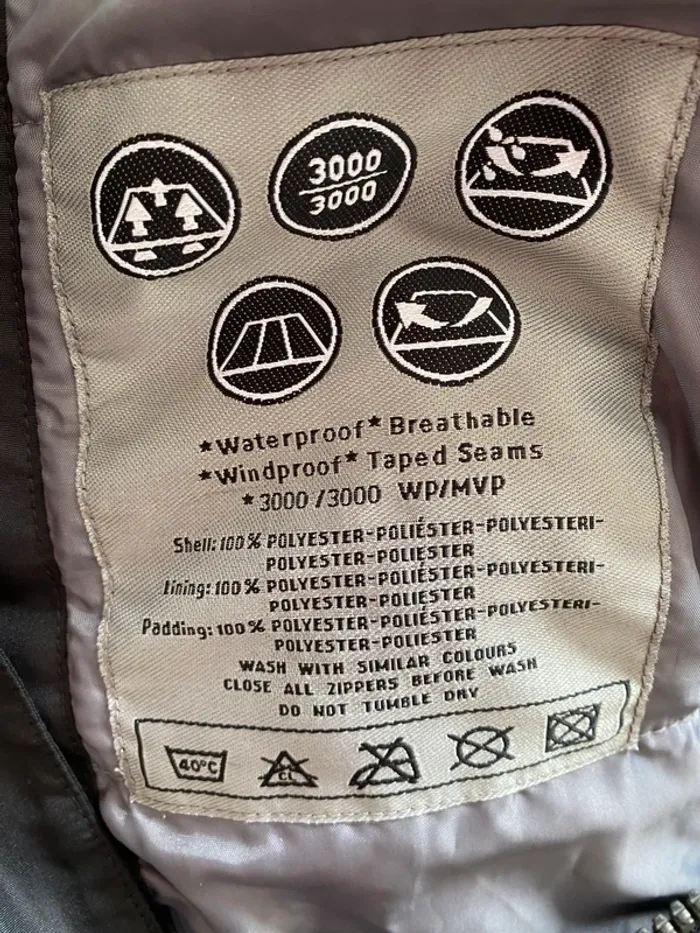 3000
3000
*Waterproof* Breathable
*Windproof* Taped Seams
*3000/3000 WP/MVP
Shell: 100% POLYESTER-POLIÉSTER-POLYESTERI-
POLYESTER-POLIESTER
Lining: 100% POLYESTER-POLIÉSTER-POLYESTERI-
POLYESTER-POLIESTER
Padding: 100% POLYESTER-POLIÉSTER-POLYESTERI-
POLYESTER-POLIESTER
WASH WITH SIMILAR COLOURS
CLOSE ALL ZIPPERS BEFORE WASH
DO NOT TUMBLE DRY
40°C CL